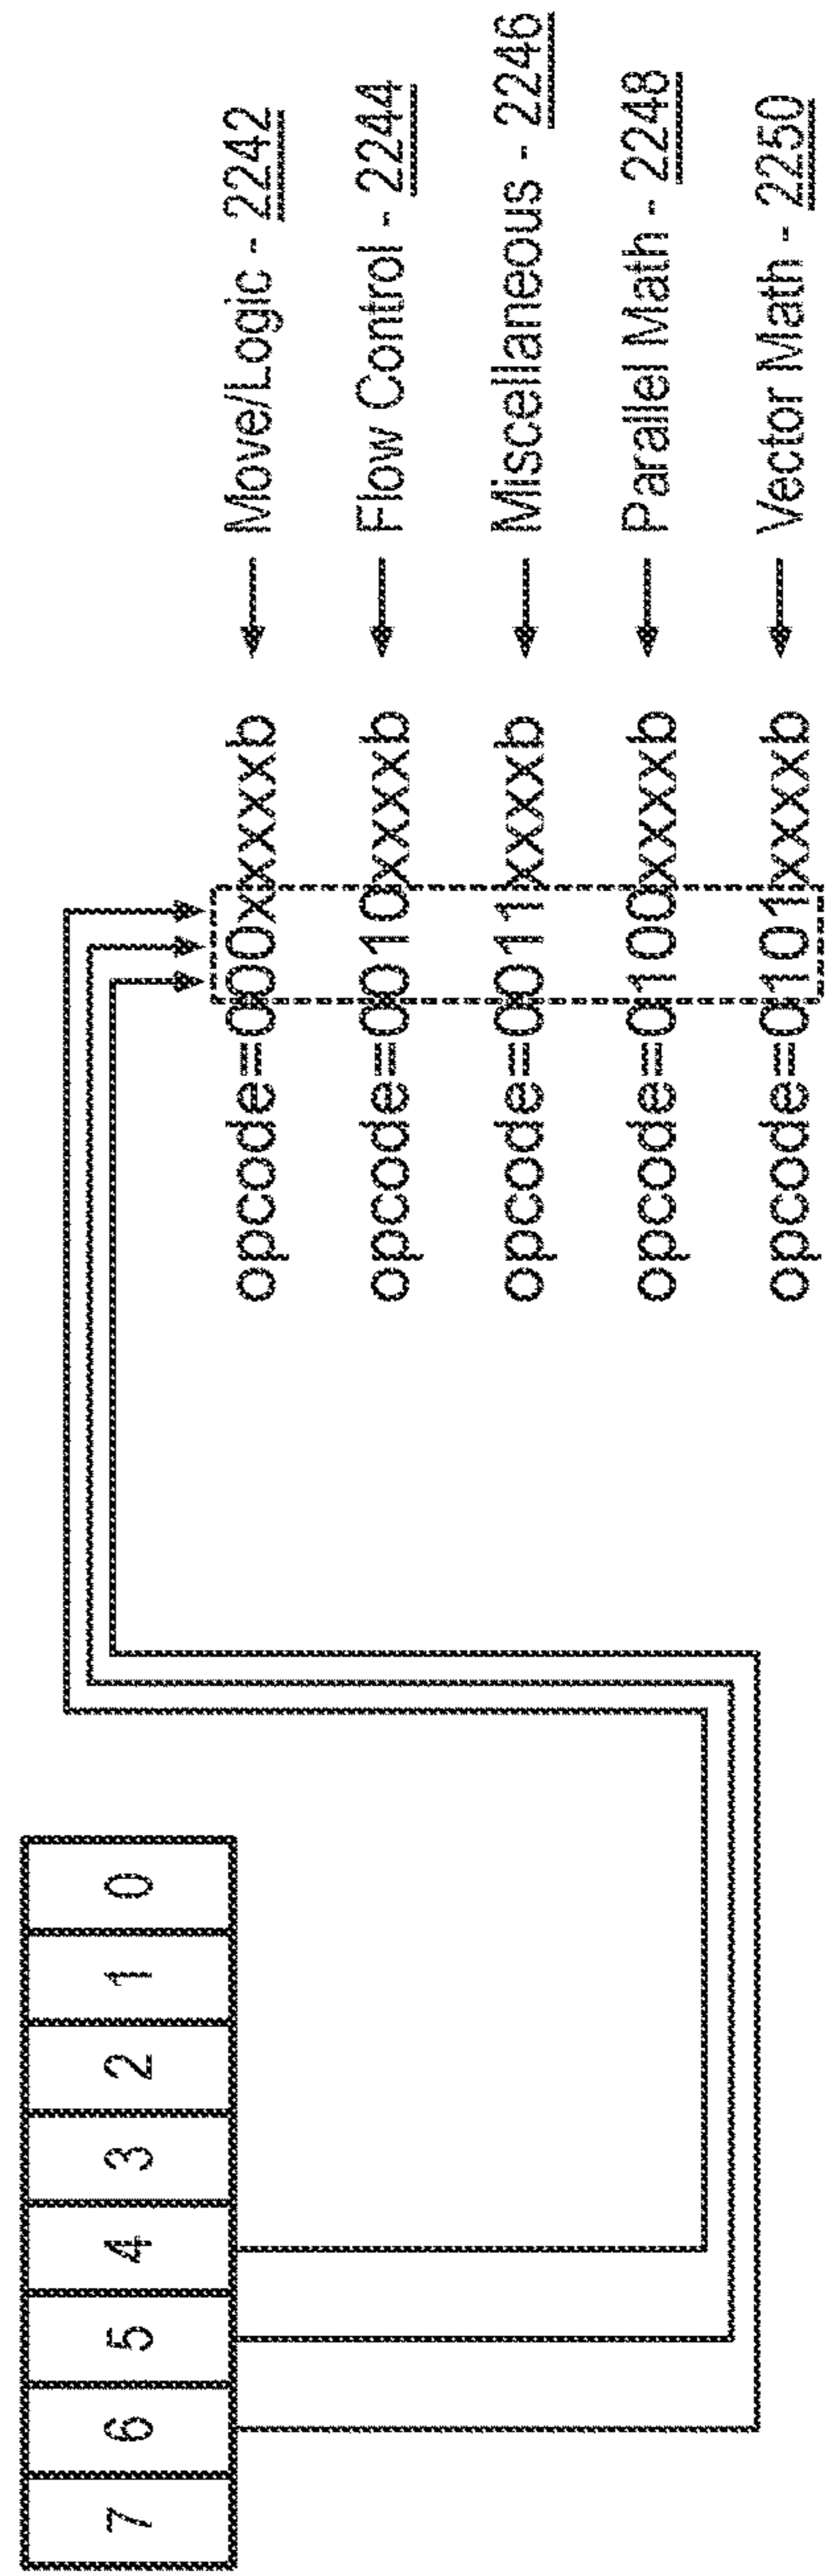 7 6 5 4 3 2 1 0
opcode=000xxxxxb ← Move/Logic - 2242
opcode=0010xxxxb ← Flow Control - 2244
opcode=0011xxxxb ← Miscellaneous - 2246
opcode=0100xxxxb ← Parallel Math - 2248
opcode=0101xxxxb ← Vector Math - 2250